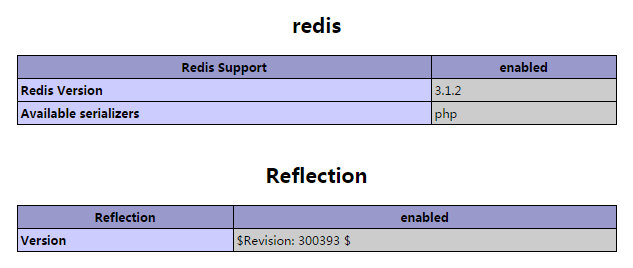 redis
Redis Support enabled
Redis Version 3.1.2
Available serializers php
Reflection
Reflection enabled
Version $Revision: 300393 $